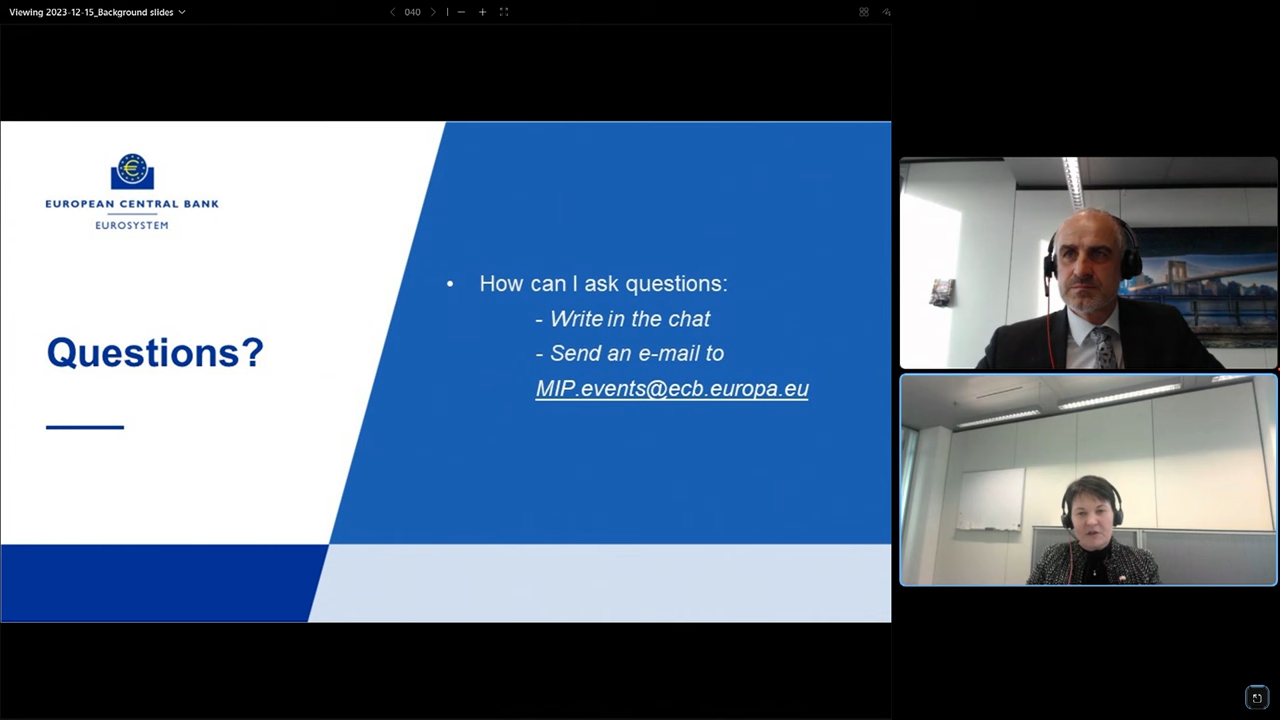 Viewing 2023-12-15_Background slides
040
EUROPEAN CENTRAL BANK
EUROSYSTEM
Questions?
• How can I ask questions:
- Write in the chat
- Send an e-mail to
MIP.events@ecb.europa.eu